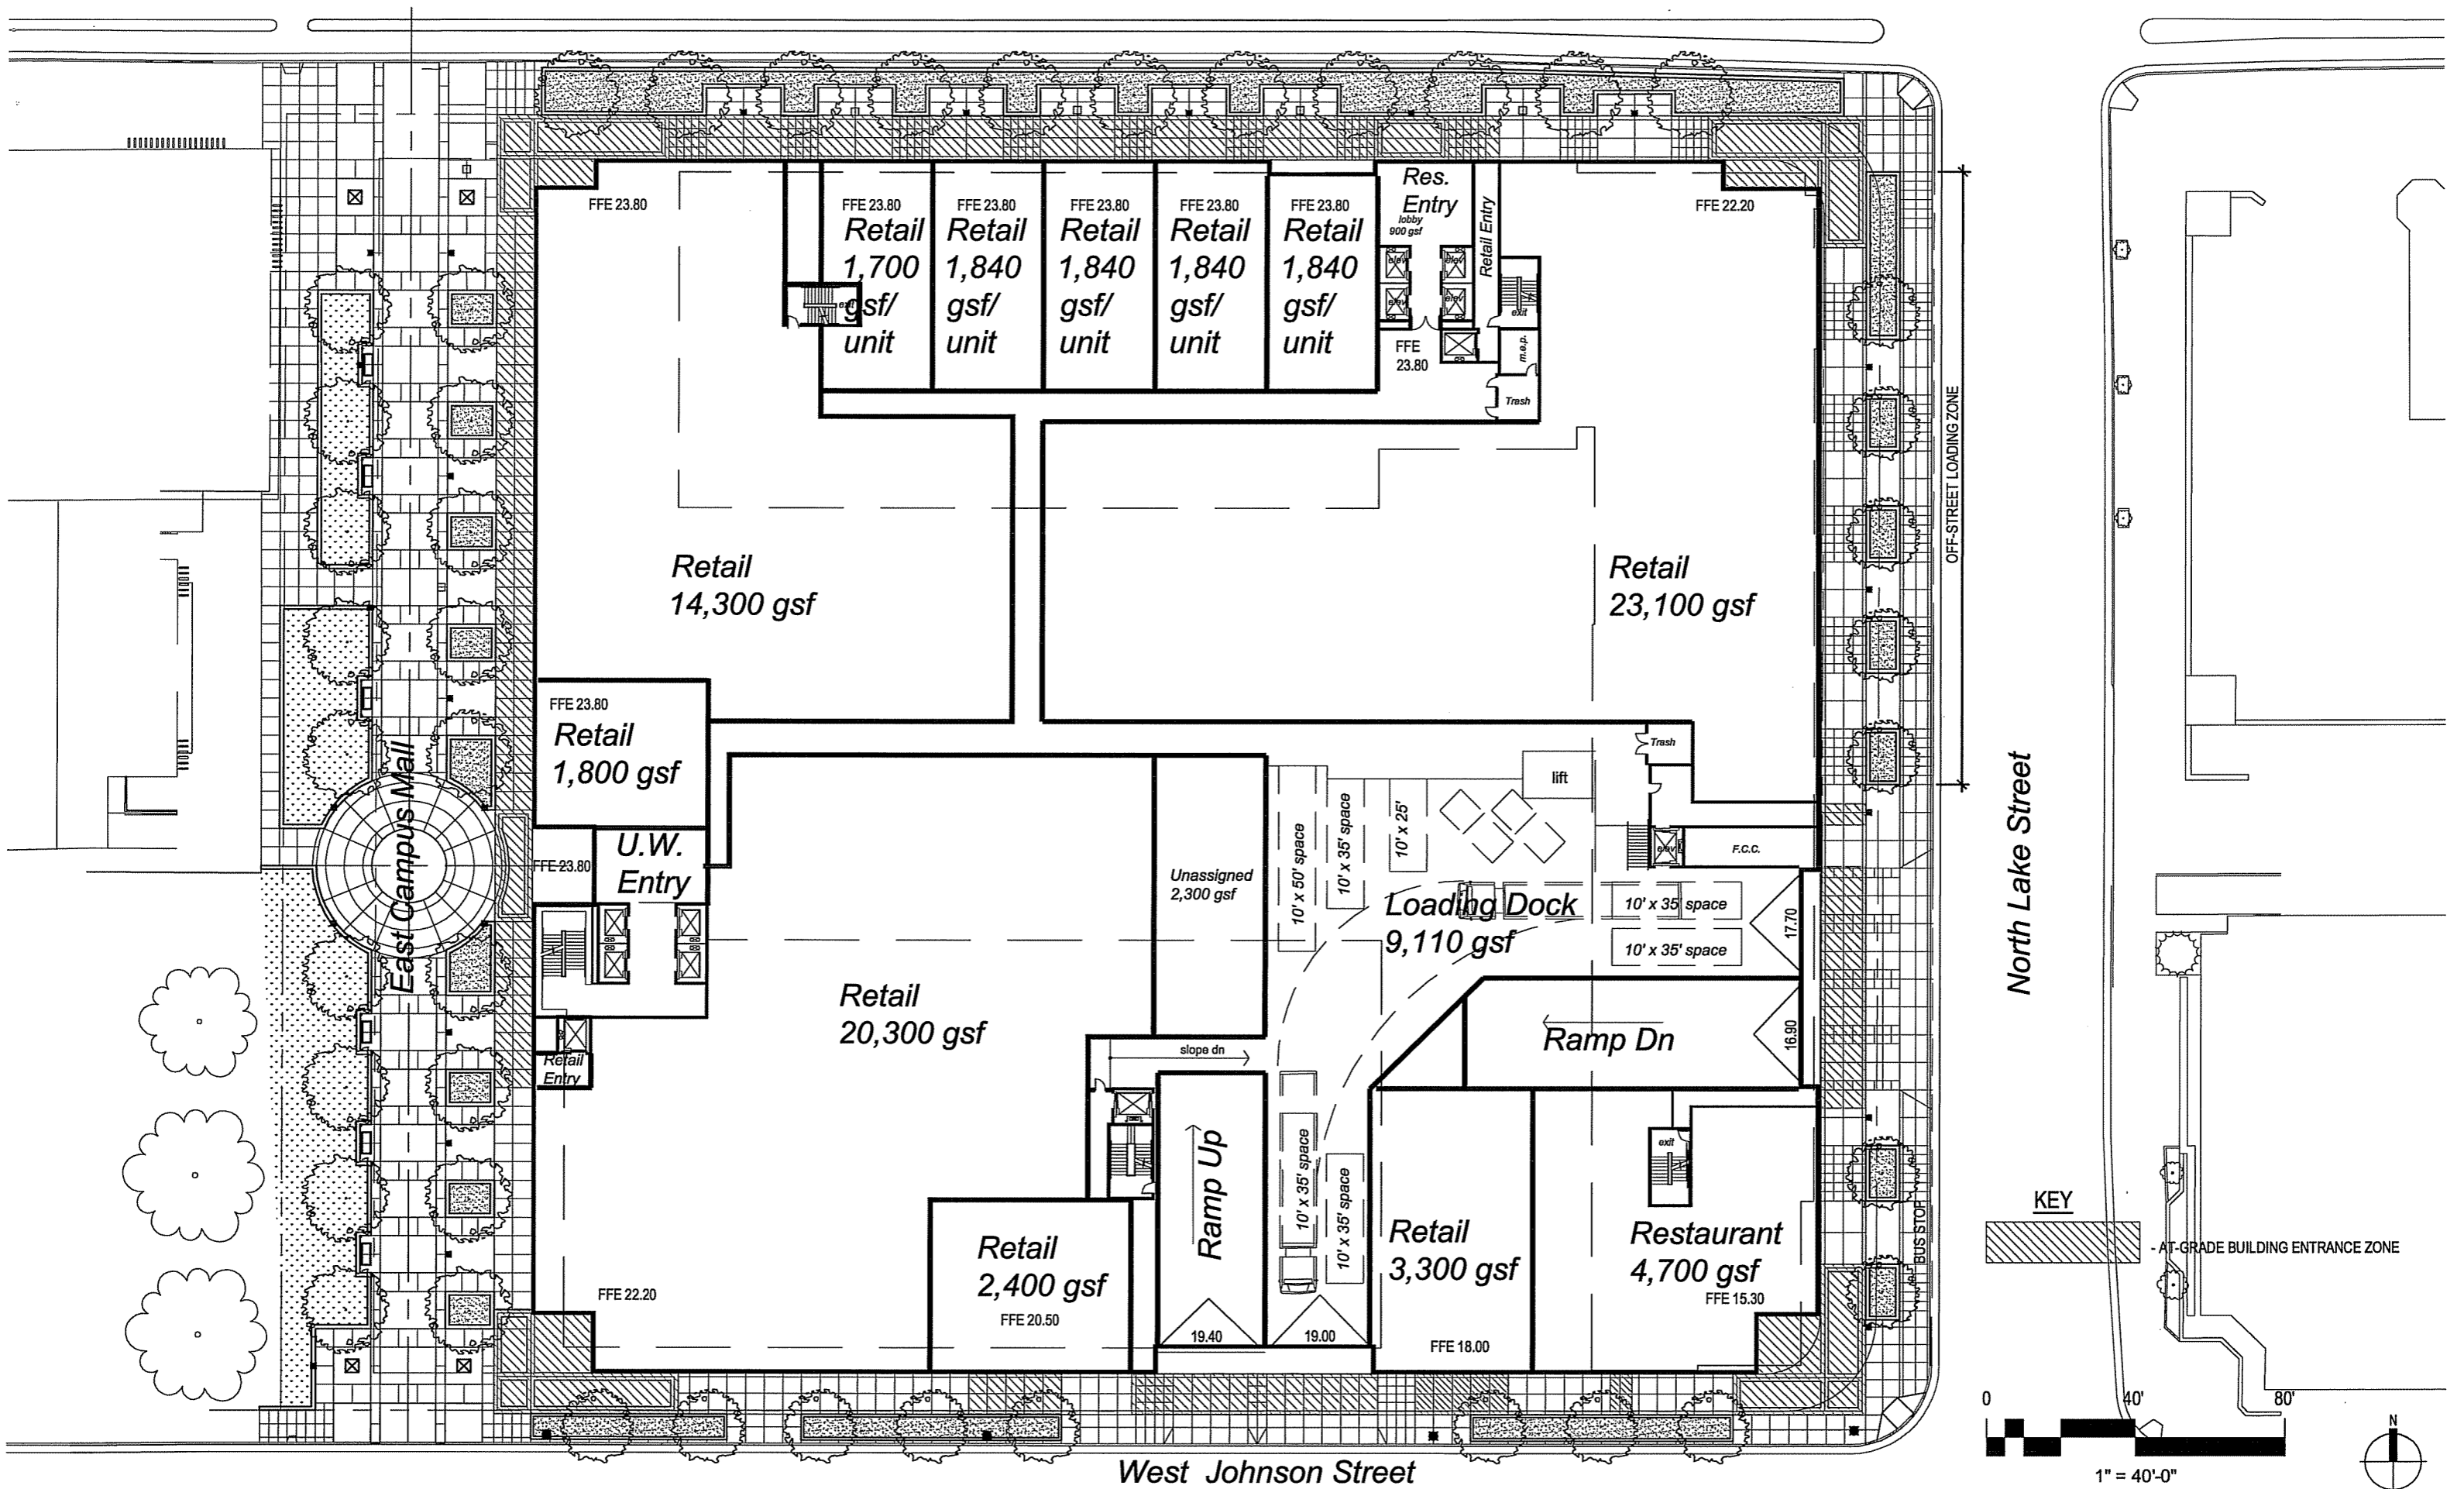 FFE 23.80
FFE 23.80
Retail
1,700
gsf/
unit
exit
FFE 23.80
Retail
1,840
gsf/
unit
FFE 23.80
Retail
1,840
gsf/
unit
FFE 23.80
Retail
1,840
gsf/
unit
FFE 23.80
Retail
1,840
gsf/
unit
Res.
Entry
lobby
900 gsf
elev
elev
elev
elev
FFE
23.80
Retail Entry
exit
m.e.p.
Trash
FFE 22.20
OFF-STREET LOADING ZONE
Retail
14,300 gsf
Retail
23,100 gsf
FFE 23.80
Retail
1,800 gsf
East Campus Mall
FFE 23.80
U.W.
Entry
Unassigned
2,300 gsf
10' x 50' space
10' x 35' space
10' x 25'
lift
Trash
elev
F.C.C.
Loading Dock
9,110 gsf
10' x 35' space
10' x 35' space
17.70
North Lake Street
Retail
20,300 gsf
Retail
Entry
slope dn
Ramp Dn
16.90
Ramp Up
10' x 35' space
10' x 35' space
exit
Retail
2,400 gsf
FFE 20.50
FFE 22.20
19.40
19.00
Retail
3,300 gsf
FFE 18.00
Restaurant
4,700 gsf
FFE 15.30
BUS STOP
KEY
- AT-GRADE BUILDING ENTRANCE ZONE
0 40' 80'
1" = 40'-0"
N
West Johnson Street